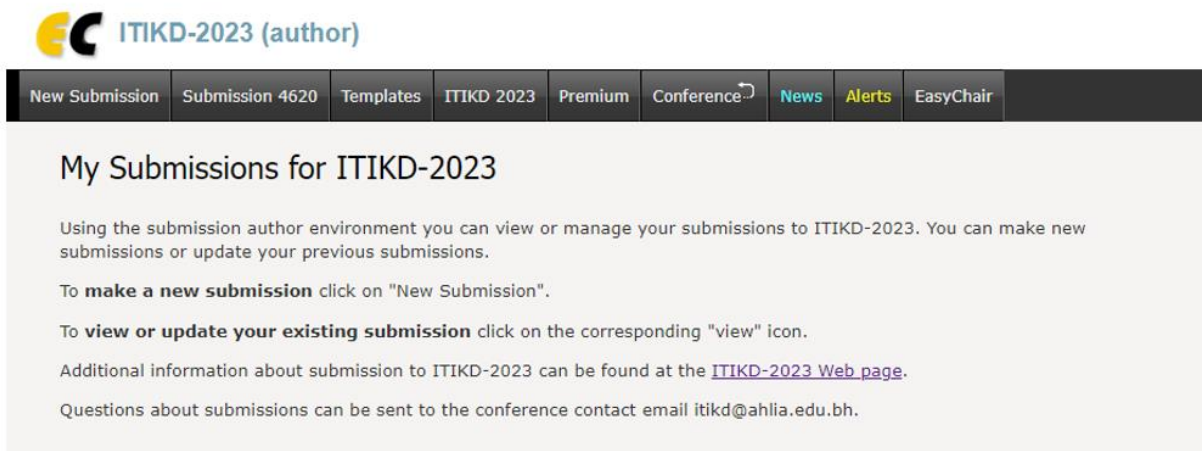 EC ITIKD-2023 (author)
New Submission Submission 4620 Templates ITIKD 2023 Premium Conference News Alerts EasyChair
My Submissions for ITIKD-2023
Using the submission author environment you can view or manage your submissions to ITIKD-2023. You can make new
submissions or update your previous submissions.
To make a new submission click on "New Submission".
To view or update your existing submission click on the corresponding "view" icon.
Additional information about submission to ITIKD-2023 can be found at the ITIKD-2023 Web page.
Questions about submissions can be sent to the conference contact email itikd@ahlia.edu.bh.